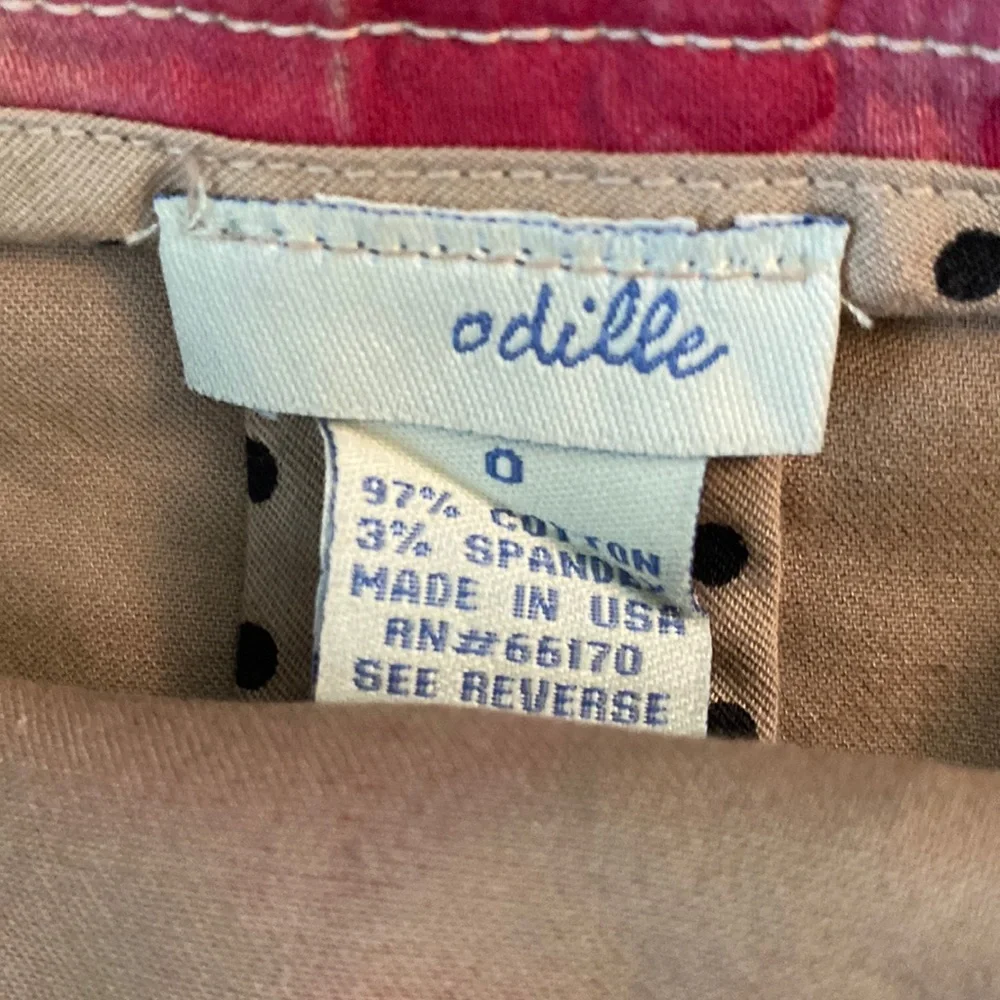 odille
0
97% COTTON
3% SPANDEX
MADE IN USA
RN#66170
SEE REVERSE